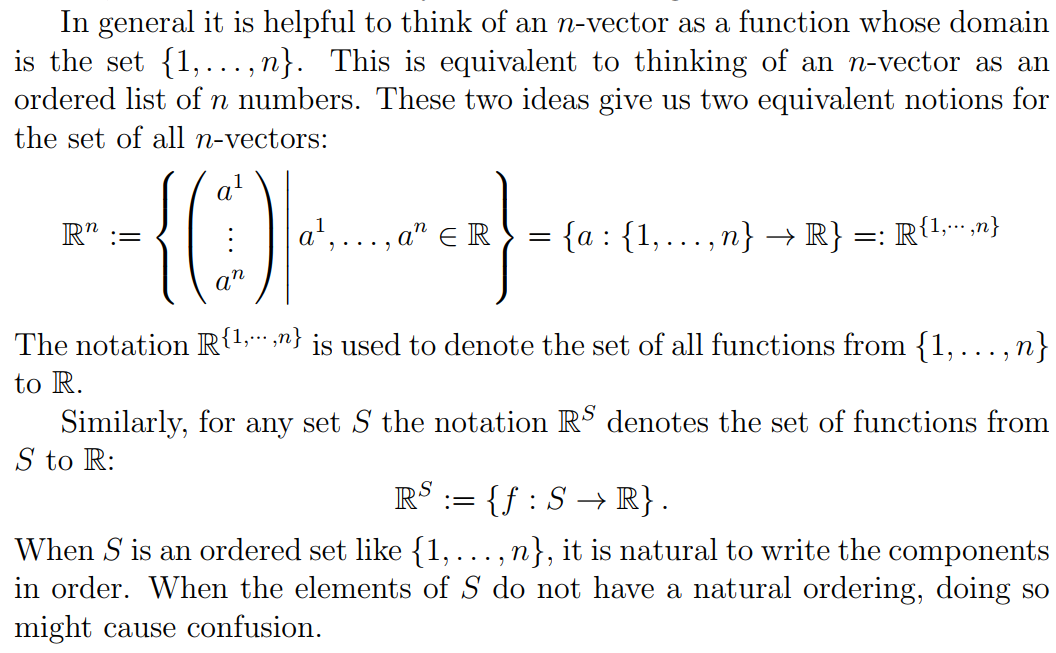 In general it is helpful to think of an n-vector as a function whose domain
is the set {1, . . . , n}. This is equivalent to thinking of an n-vector as an
ordered list of n numbers. These two ideas give us two equivalent notions for
the set of all n-vectors:
ℝⁿ := { ( a¹ ⋮ aⁿ ) | a¹, . . . , aⁿ ∈ ℝ } = {a : {1, . . . , n} → ℝ} =: ℝ^{1,··· ,n}
The notation ℝ^{1,··· ,n} is used to denote the set of all functions from {1, . . . , n}
to ℝ.
Similarly, for any set S the notation ℝ^S denotes the set of functions from
S to ℝ:
ℝ^S := {f : S → ℝ} .
When S is an ordered set like {1, . . . , n}, it is natural to write the components
in order. When the elements of S do not have a natural ordering, doing so
might cause confusion.